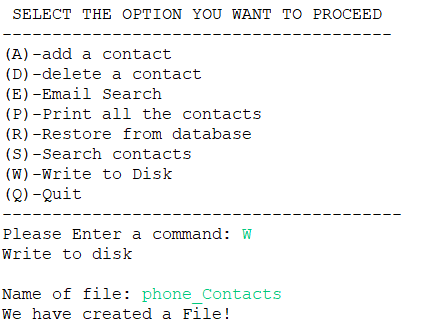 SELECT THE OPTION YOU WANT TO PROCEED
---------------------------------------
(A)-add a contact
(D)-delete a contact
(E)-Email Search
(P)-Print all the contacts
(R)-Restore from database
(S)-Search contacts
(W)-Write to Disk
(Q)-Quit
----------------------------------------
Please Enter a command: W
Write to disk

Name of file: phone_Contacts
We have created a File!